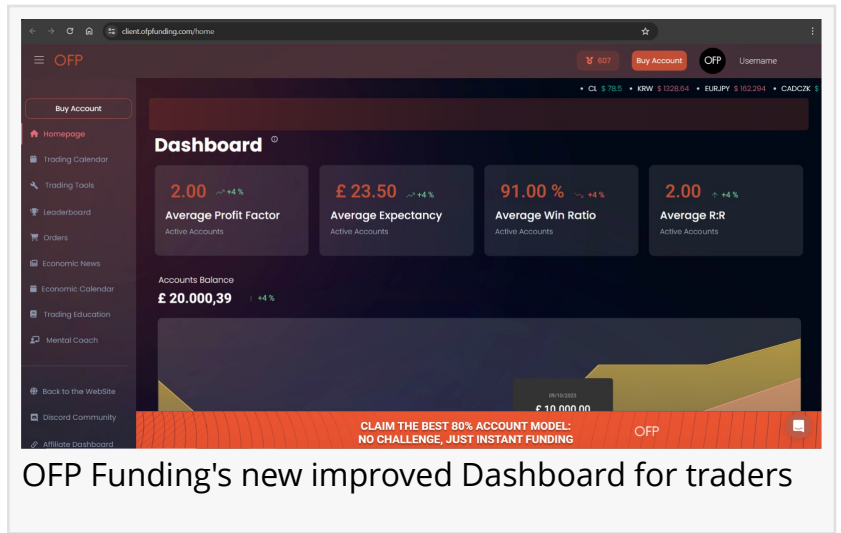 client.ofpfunding.com/home
OFP
607
Buy Account
OFP
Username
• CL $ 78.5 • KRW $ 1328.64 • EURJPY $ 162.294 • CADCZK $
Buy Account
Homepage
Trading Calendar
Trading Tools
Leaderboard
Orders
Economic News
Economic Calendar
Trading Education
Mental Coach
Back to the WebSite
Discord Community
Affiliate Dashboard
Dashboard
2.00 +4 %
Average Profit Factor
Active Accounts
£ 23.50 +4 %
Average Expectancy
Active Accounts
91.00 % +4 %
Average Win Ratio
Active Accounts
2.00 +4 %
Average R:R
Active Accounts
Accounts Balance
£ 20.000,39 +4 %
09/10/2023
£ 10.000,00
CLAIM THE BEST 80% ACCOUNT MODEL:
NO CHALLENGE, JUST INSTANT FUNDING
OFP
OFP Funding's new improved Dashboard for traders